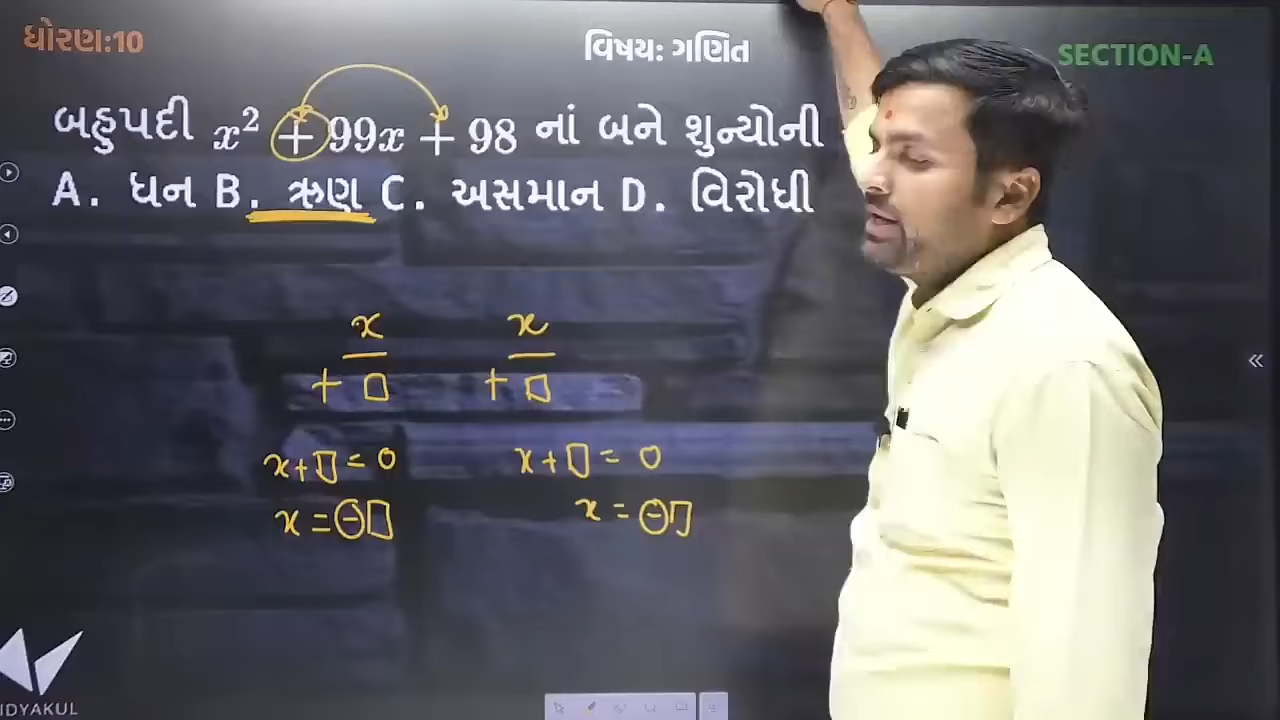 ધોરણ:10
વિષય: ગણિત
SECTION-A
બહુપદી x² + 99x + 98 નાં બને શુન્યોની
A. ધન B. ઋણ C. અસમાન D. વિરોધી
x x
+ □ + □
x+□ = 0 x+□ = 0
x = ⊖□ x = ⊖□
IDYAKUL